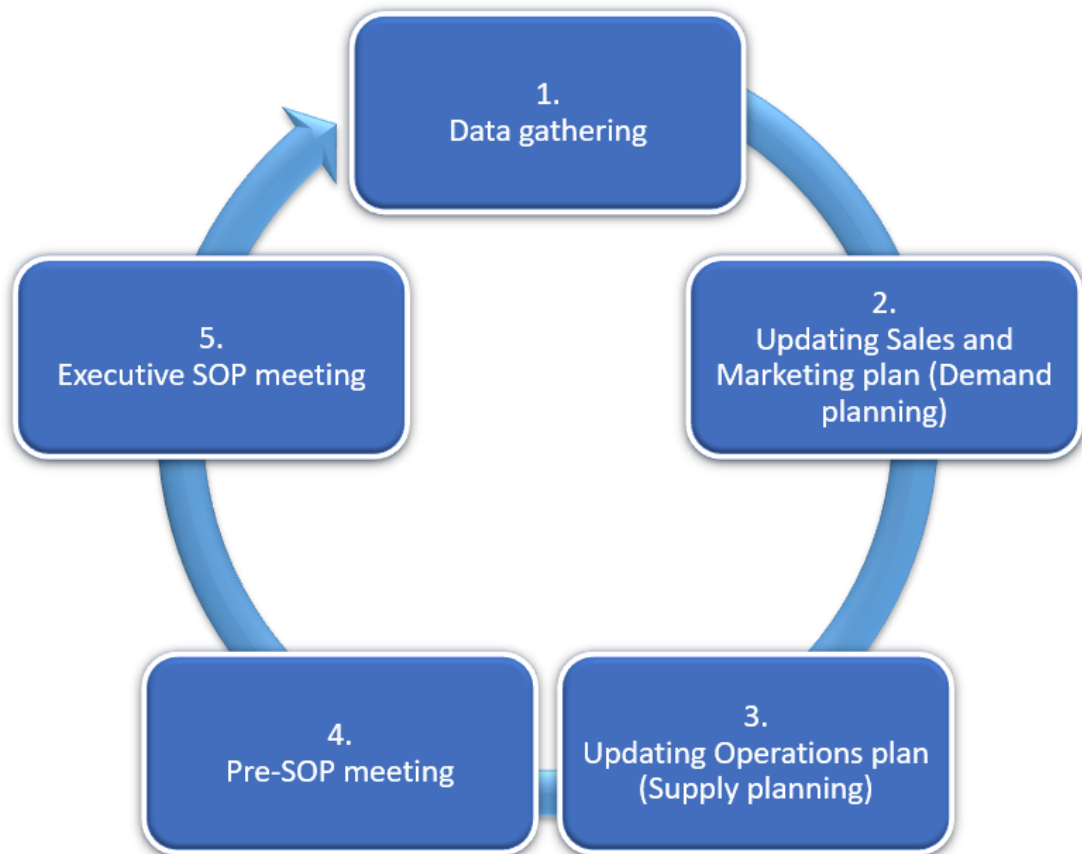 1.
Data gathering
2.
Updating Sales and
Marketing plan (Demand
planning)
3.
Updating Operations plan
(Supply planning)
4.
Pre-SOP meeting
5.
Executive SOP meeting